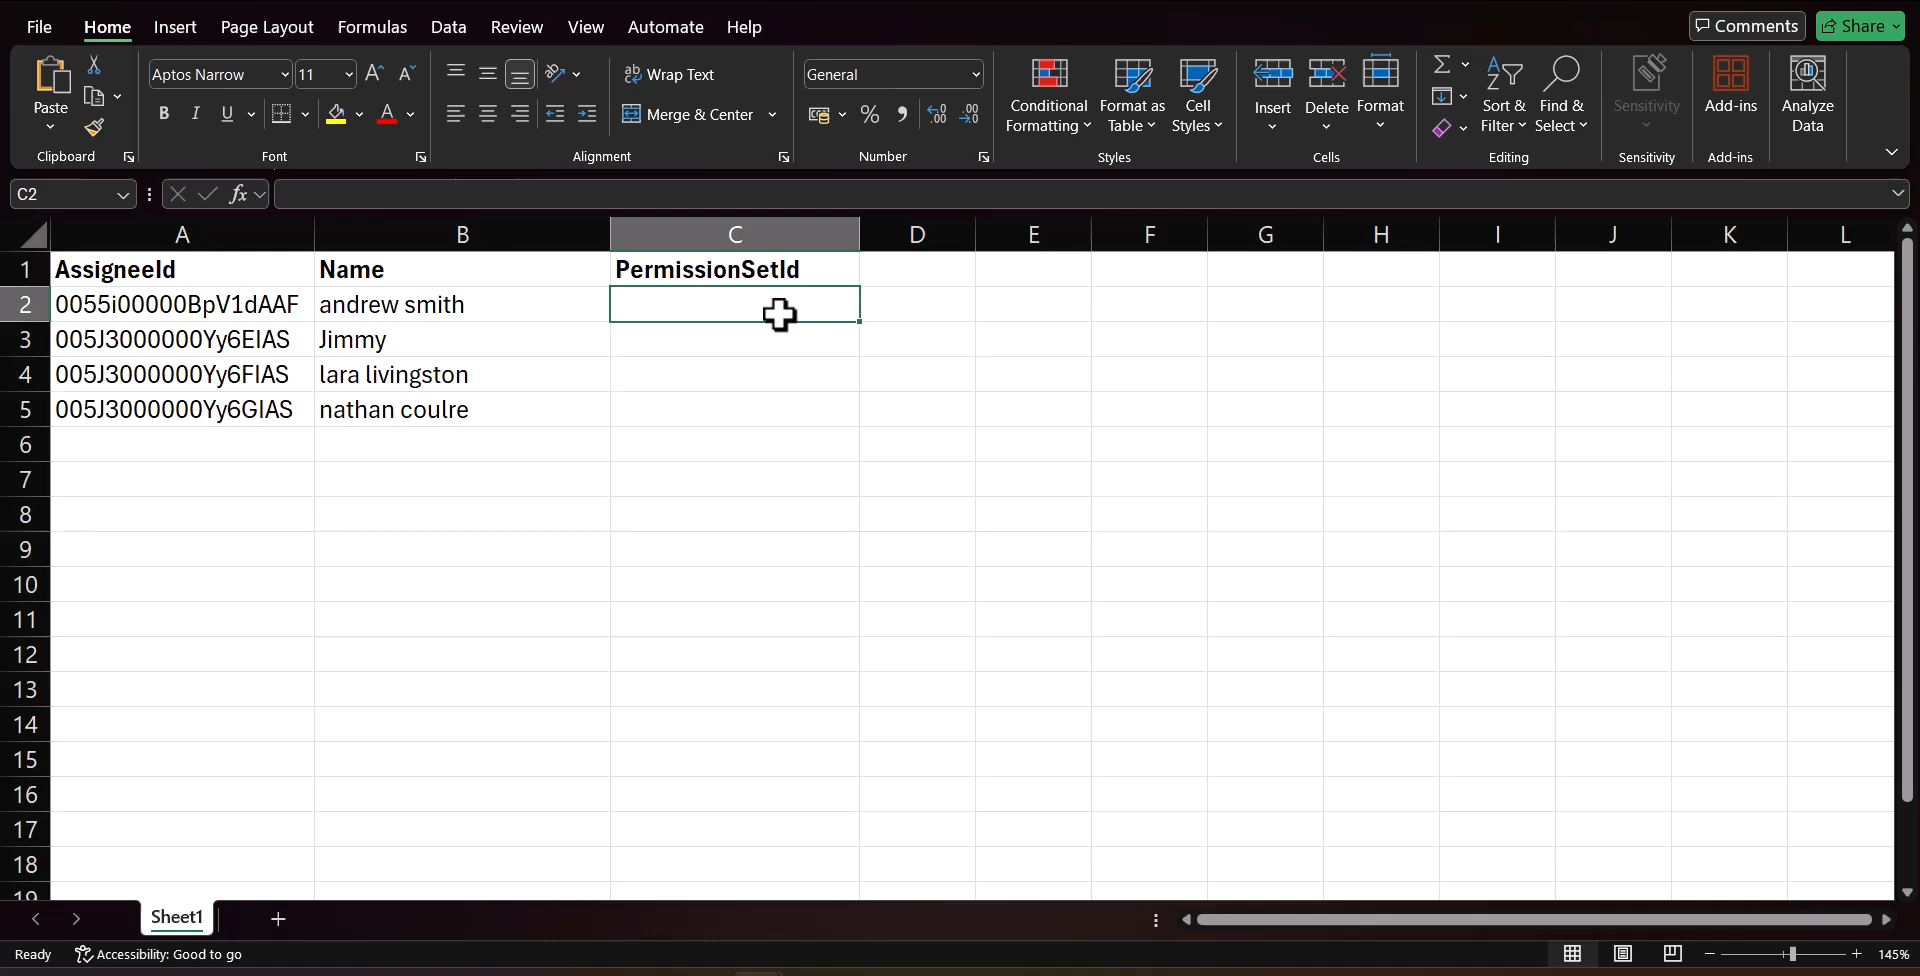 File Home Insert Page Layout Formulas Data Review View Automate Help Comments Share
Paste
Clipboard
Aptos Narrow 11
B I U
Font
Wrap Text
Merge & Center
Alignment
General
% 9 .00 .00
Number
Conditional Formatting
Format as Table
Cell Styles
Styles
Insert Delete Format
Cells
Sort & Filter
Find & Select
Editing
Sensitivity
Sensitivity
Add-ins
Add-ins
Analyze Data
C2 fx
A B C D E F G H I J K L
1 AssigneeId Name PermissionSetId
2 0055i00000BpV1dAAF andrew smith
3 005J3000000Yy6EIAS Jimmy
4 005J3000000Yy6FIAS lara livingston
5 005J3000000Yy6GIAS nathan coulre
6
7
8
9
10
11
12
13
14
15
16
17
18
19
Sheet1
Ready Accessibility: Good to go 145%